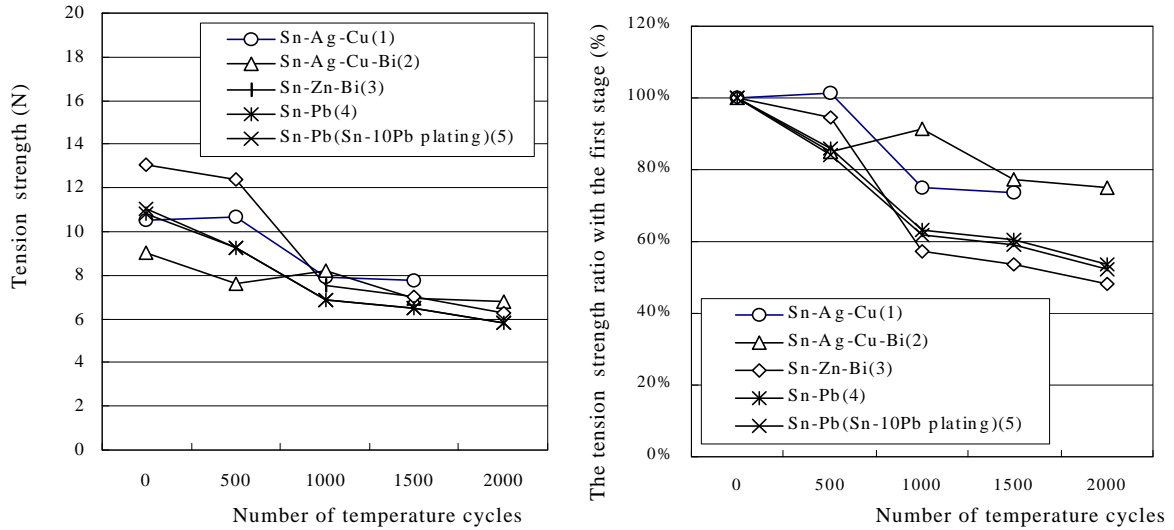 Tension strength (N)
20
18
16
14
12
10
8
6
4
2
0
Sn-Ag-Cu(1)
Sn-Ag-Cu-Bi(2)
Sn-Zn-Bi(3)
Sn-Pb(4)
Sn-Pb(Sn-10Pb plating)(5)
0 500 1000 1500 2000
Number of temperature cycles
The tension strength ratio with the first stage (%)
120%
100%
80%
60%
40%
20%
0%
Sn-Ag-Cu(1)
Sn-Ag-Cu-Bi(2)
Sn-Zn-Bi(3)
Sn-Pb(4)
Sn-Pb(Sn-10Pb plating)(5)
0 500 1000 1500 2000
Number of temperature cycles